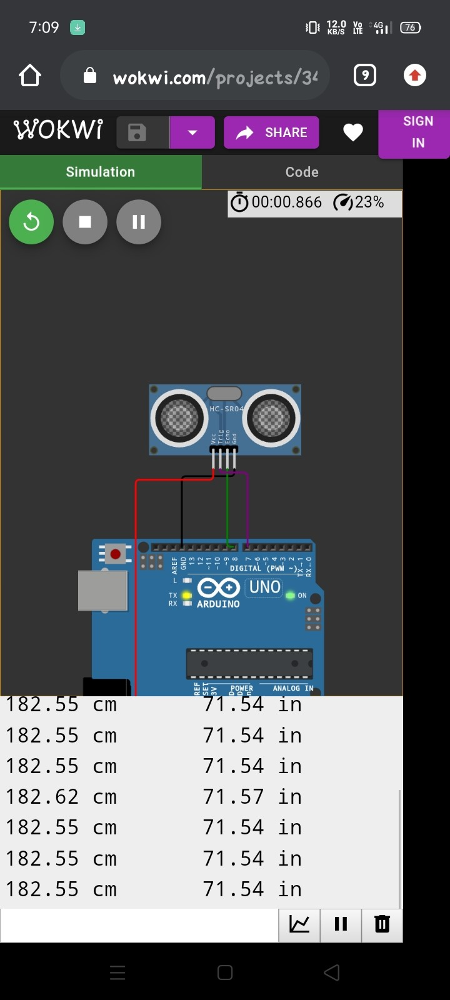 7:09 12.0 KB/S Vo LTE 4G 76
wokwi.com/projects/34
9
WOKWi
SHARE
SIGN IN
Simulation Code
00:00.866 23%
HC-SR04
Vcc Trig Echo Gnd
AREF GND 13 12 ~11 ~10 ~9 8 7 ~6 ~5 4 ~3 2 TX→1 RX←0
DIGITAL (PWM ~)
L
TX
RX
UNO
ARDUINO
ON
POWER ANALOG IN
182.55 cm 71.54 in
182.55 cm 71.54 in
182.55 cm 71.54 in
182.62 cm 71.57 in
182.55 cm 71.54 in
182.55 cm 71.54 in
182.55 cm 71.54 in